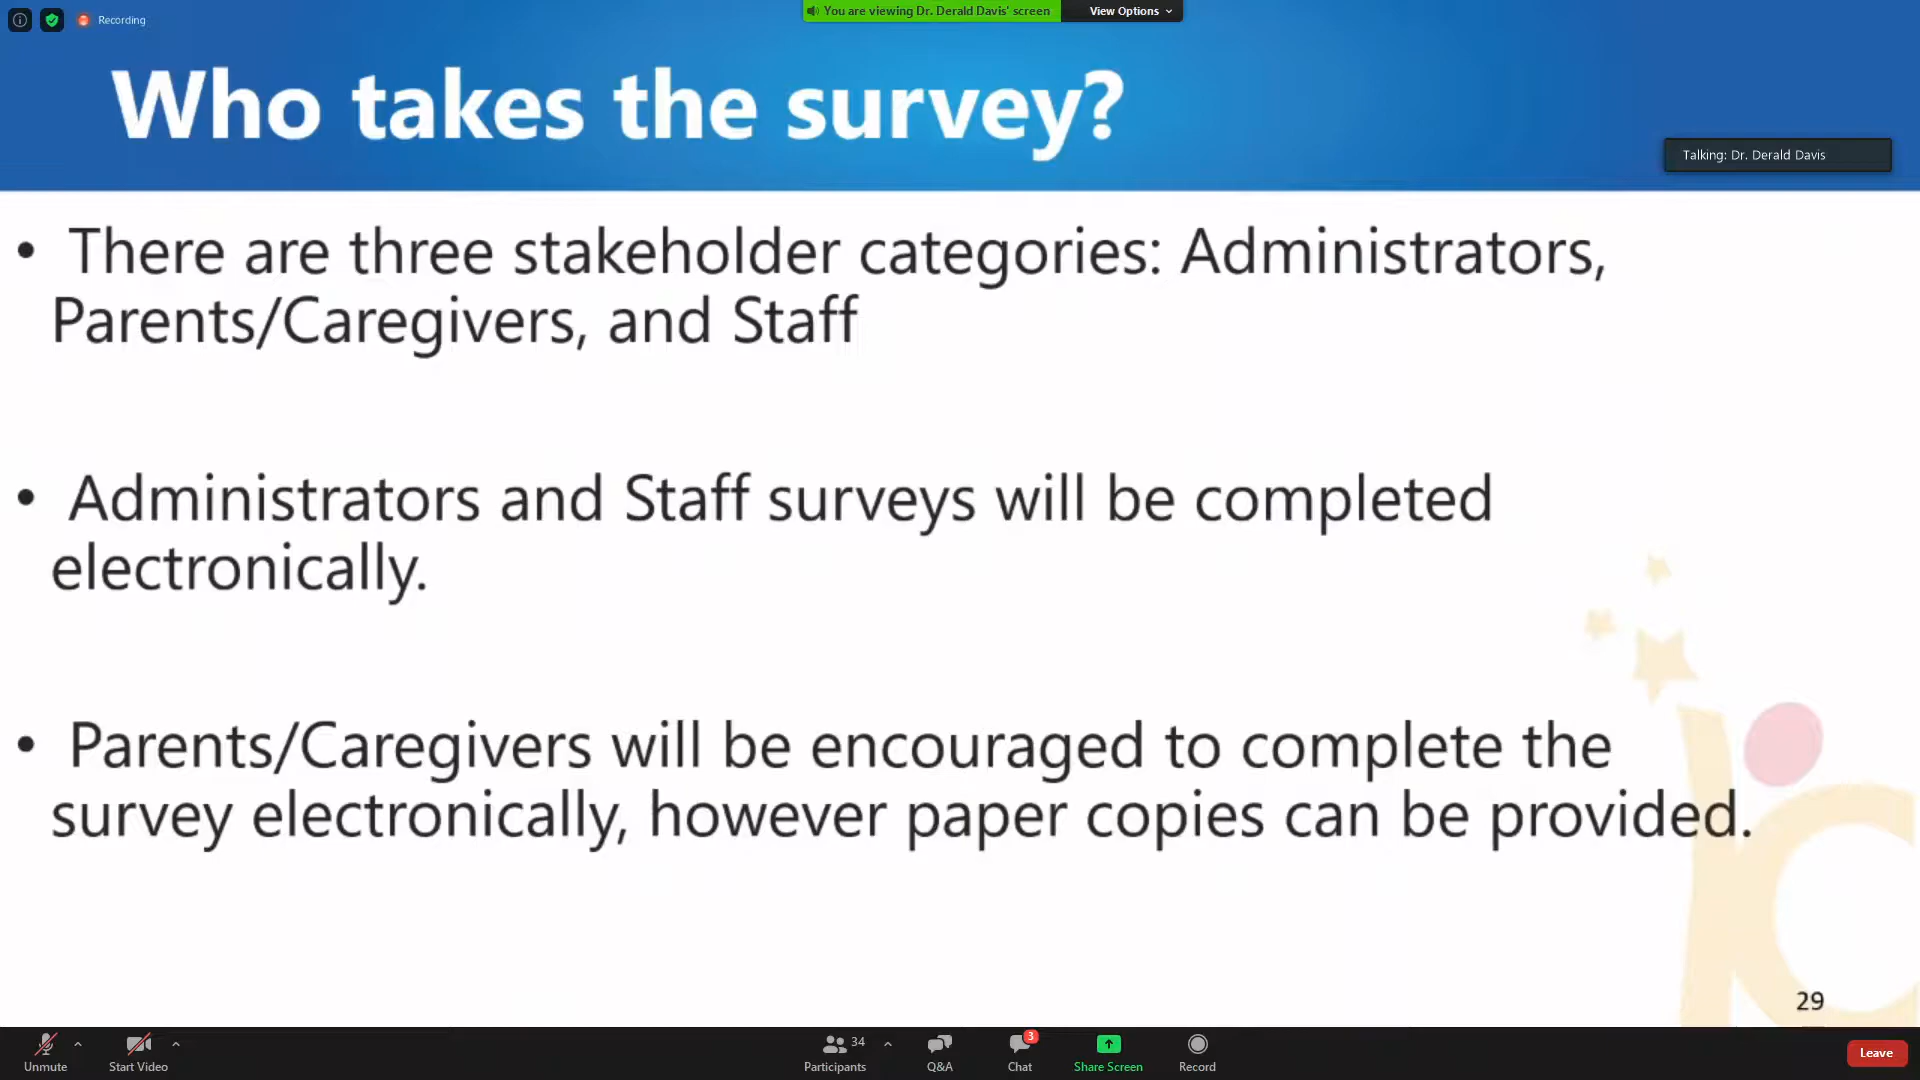 Recording
You are viewing Dr. Derald Davis' screen
View Options
Who takes the survey?
Talking: Dr. Derald Davis
• There are three stakeholder categories: Administrators,
Parents/Caregivers, and Staff
• Administrators and Staff surveys will be completed
electronically.
• Parents/Caregivers will be encouraged to complete the
survey electronically, however paper copies can be provided.
29
Unmute
Start Video
34
Participants
Q&A
3
Chat
Share Screen
Record
Leave